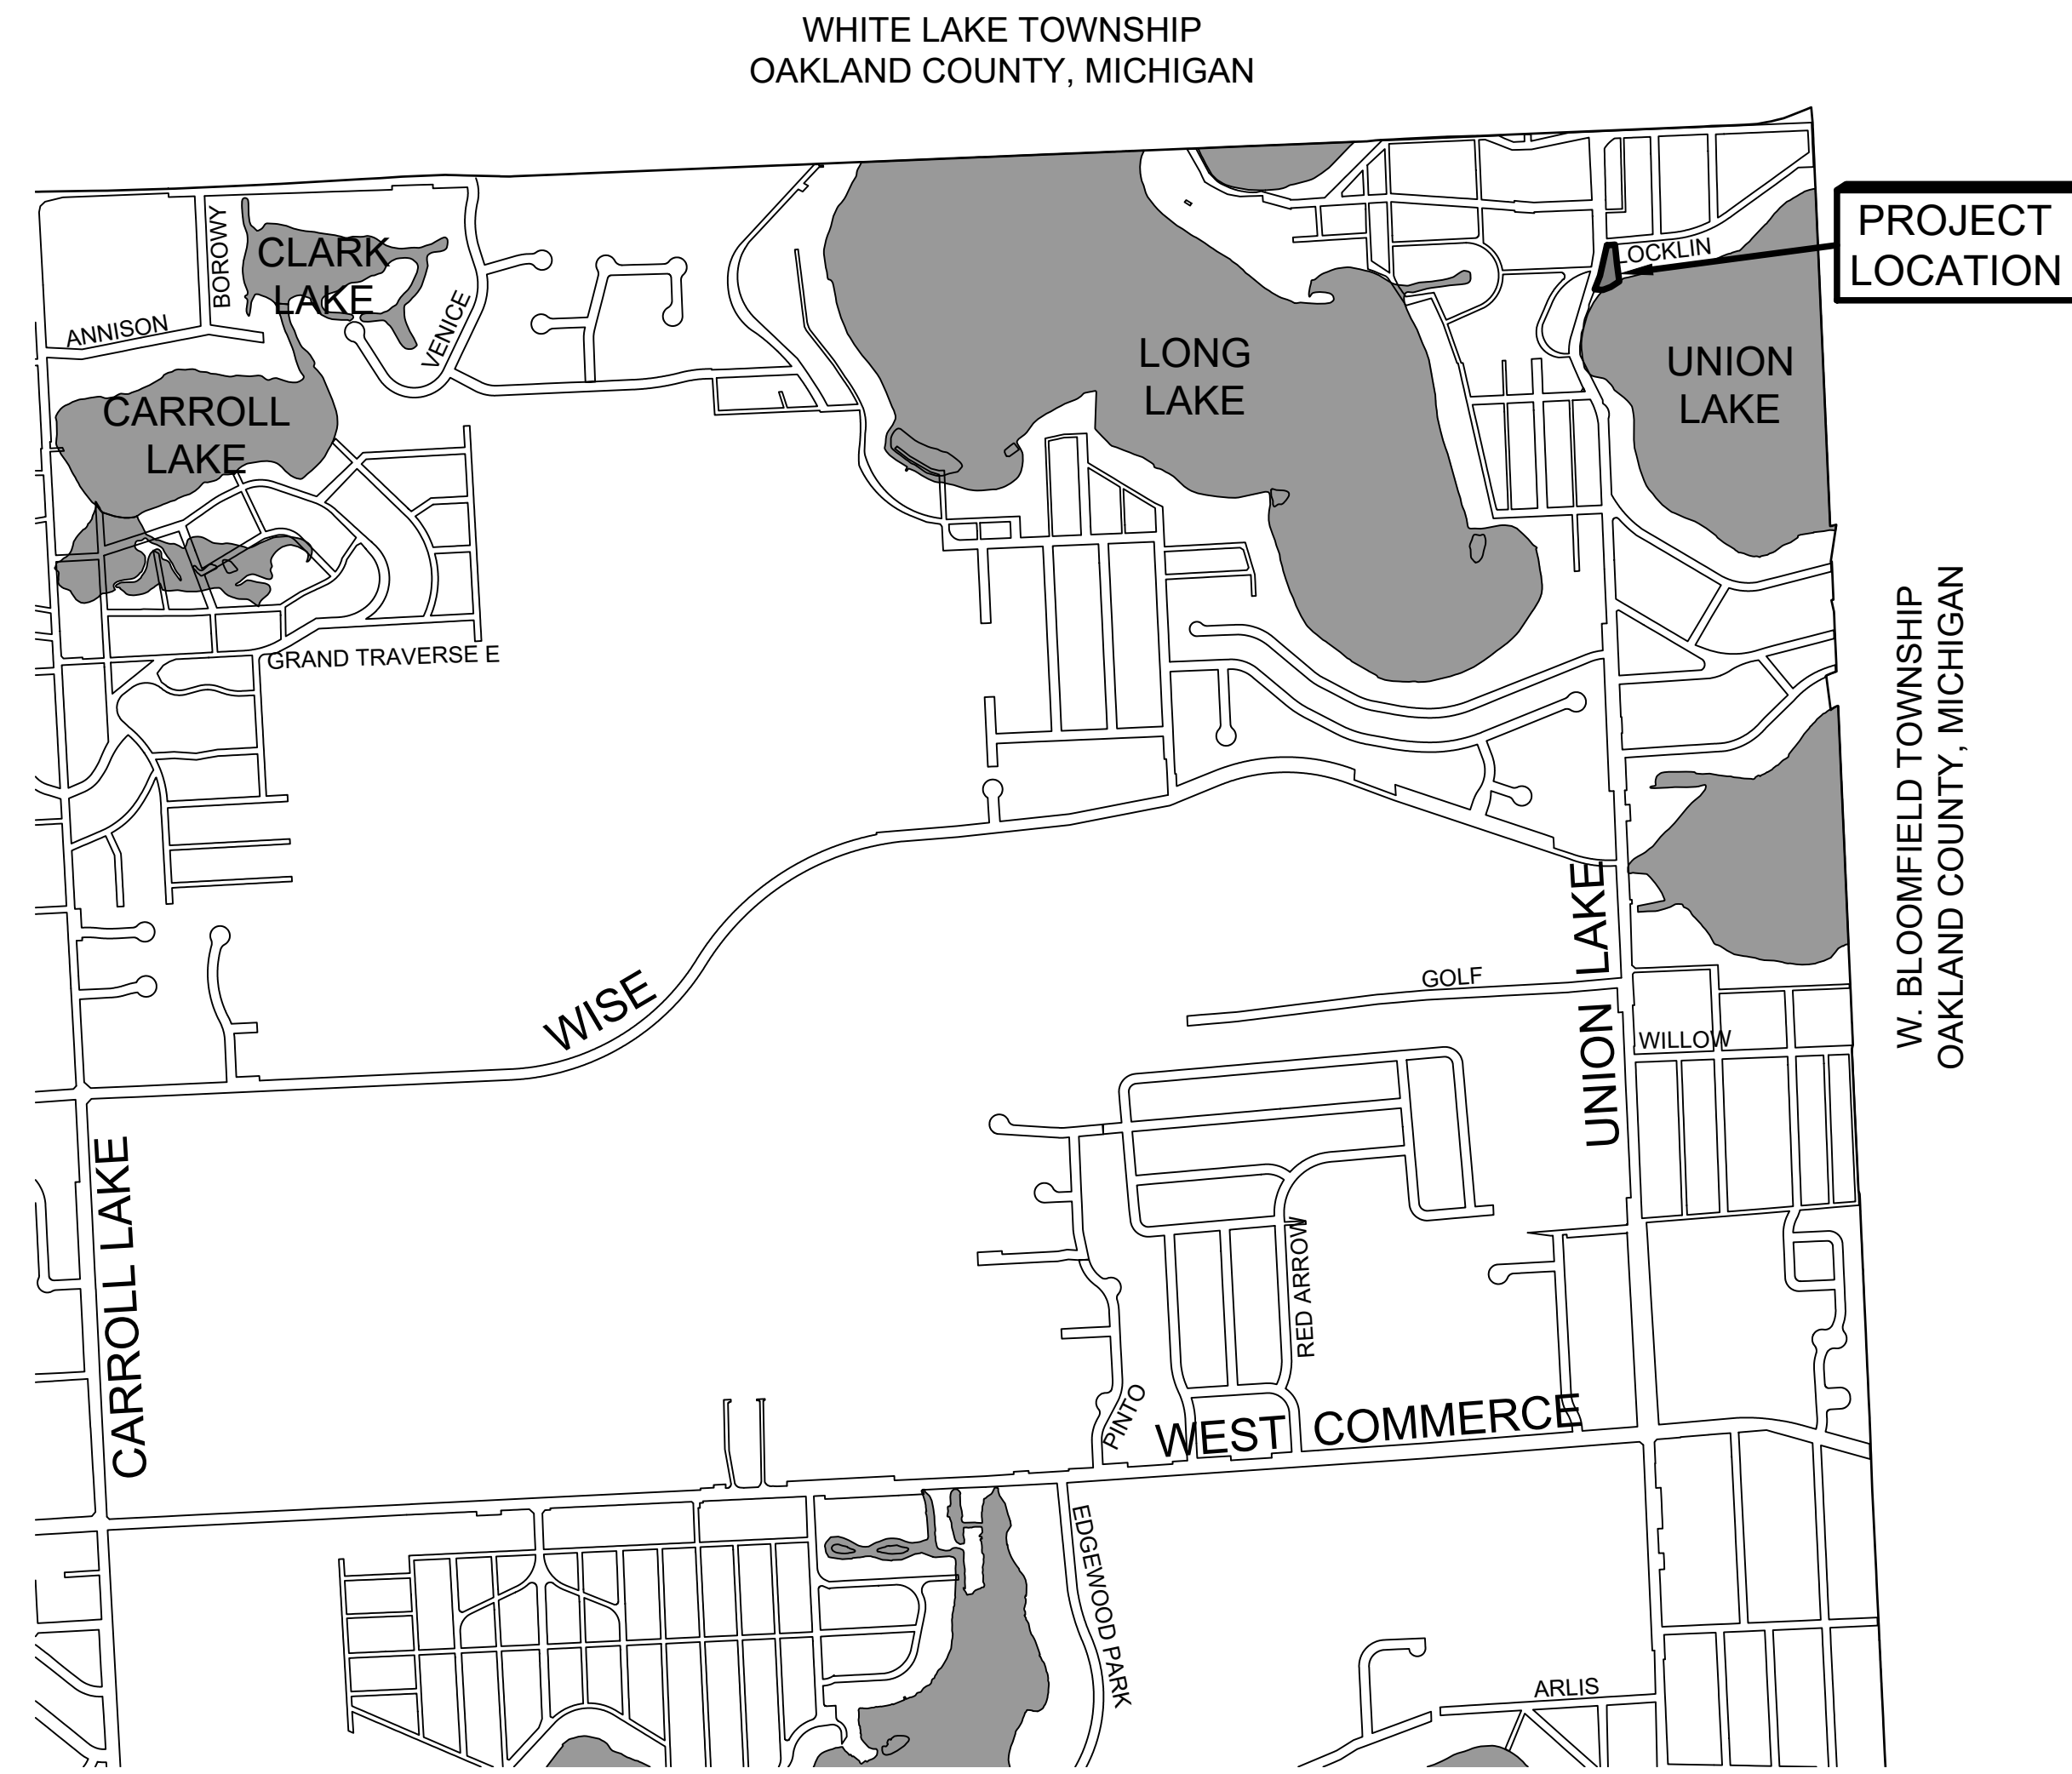 WHITE LAKE TOWNSHIP
OAKLAND COUNTY, MICHIGAN
PROJECT
LOCATION
LOCKLIN
BOROWY
CLARK
LAKE
VENICE
ANNISON
LONG
LAKE
UNION
LAKE
CARROLL
LAKE
GRAND TRAVERSE E
W. BLOOMFIELD TOWNSHIP
OAKLAND COUNTY, MICHIGAN
WISE
GOLF
UNION LAKE
WILLOW
CARROLL LAKE
RED ARROW
PINTO
WEST COMMERCE
EDGEWOOD PARK
ARLIS